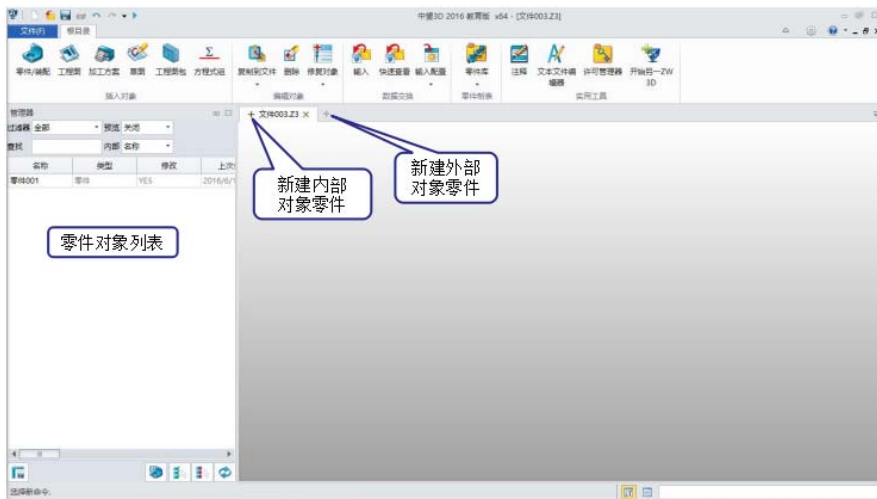 中望3D 2016 教育版 x64 - [文件003.Z3]
文件(F) 根目录
零件/装配 工程图 加工方案 草图 工程图包 方程式组 复制到文件 删除 修复对象 输入 快速查看 输入配置 零件库 注释 文本文件编辑器 许可管理器 开始另一ZW3D
插入对象 编辑对象 数据交换 零件制表 实用工具
管理器
过滤器 全部 预览 关闭
查找 内部 名称
+ 文件003.Z3 × +
名称 类型 修改 上次
零件001 零件 YES 2016/6/1
新建内部
对象零件
新建外部
对象零件
零件对象列表
选择新命令.